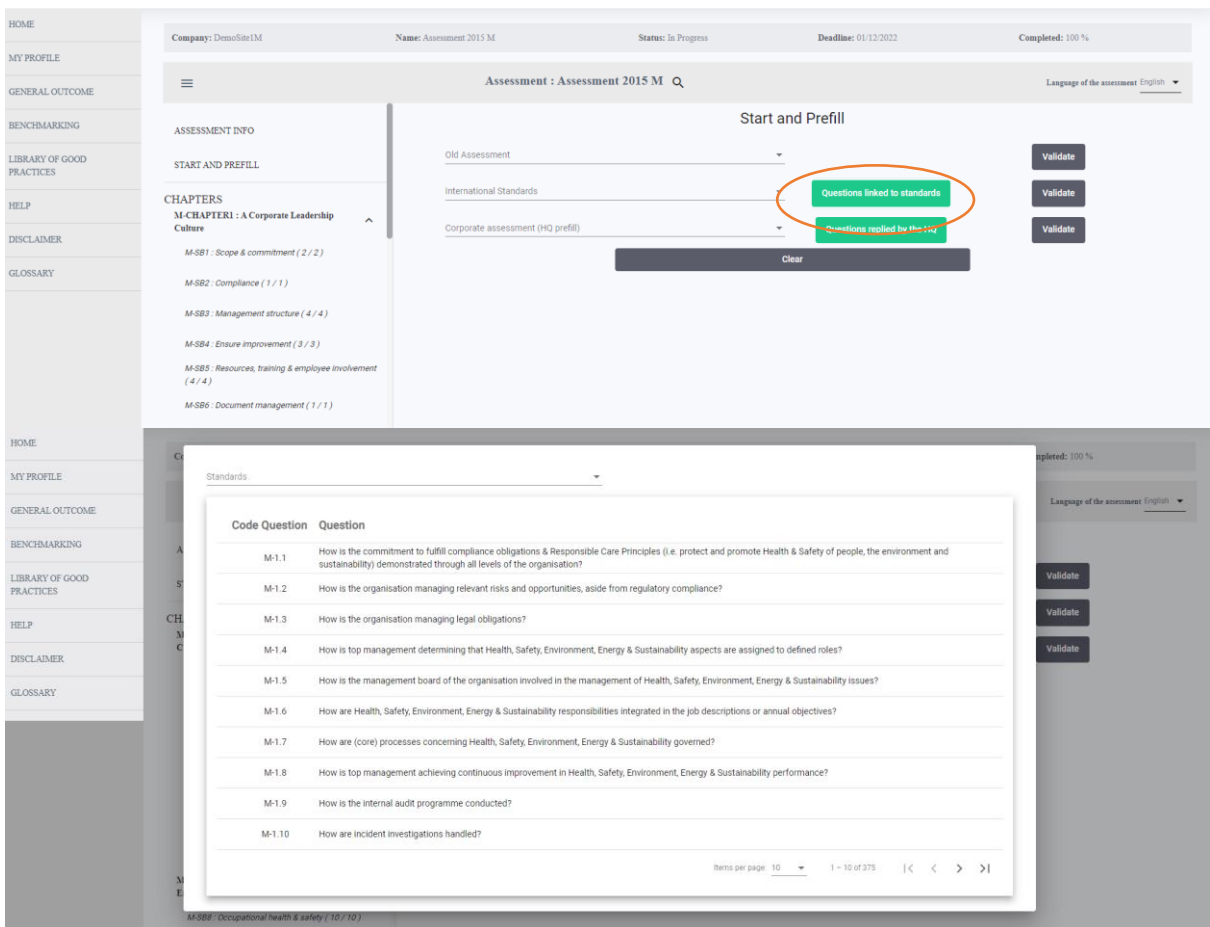 HOME
MY PROFILE
GENERAL OUTCOME
BENCHMARKING
LIBRARY OF GOOD
PRACTICES
HELP
DISCLAIMER
GLOSSARY
Company: DemoSite1M
Name: Assessment 2015 M
Status: In Progress
Deadline: 01/12/2022
Completed: 100 %
Assessment : Assessment 2015 M
Language of the assessment English
ASSESSMENT INFO
START AND PREFILL
CHAPTERS
M-CHAPTER1 : A Corporate Leadership
Culture
M-SB1 : Scope & commitment ( 2 / 2 )
M-SB2 : Compliance ( 1 / 1 )
M-SB3 : Management structure ( 4 / 4 )
M-SB4 : Ensure improvement ( 3 / 3 )
M-SB5 : Resources, training & employee involvement
( 4 / 4 )
M-SB6 : Document management ( 1 / 1 )
Start and Prefill
Old Assessment
Validate
International Standards
Questions linked to standards
Validate
Corporate assessment (HQ prefill)
Questions replied by the HQ
Validate
Clear
HOME
MY PROFILE
GENERAL OUTCOME
BENCHMARKING
LIBRARY OF GOOD
PRACTICES
HELP
DISCLAIMER
GLOSSARY
Co
mpleted: 100 %
Language of the assessment English
A
ST
CH
M
C
Validate
Validate
Validate
Standards
Code Question Question
M-1.1 How is the commitment to fulfill compliance obligations & Responsible Care Principles (i.e. protect and promote Health & Safety of people, the environment and
sustainability) demonstrated through all levels of the organisation?
M-1.2 How is the organisation managing relevant risks and opportunities, aside from regulatory compliance?
M-1.3 How is the organisation managing legal obligations?
M-1.4 How is top management determining that Health, Safety, Environment, Energy & Sustainability aspects are assigned to defined roles?
M-1.5 How is the management board of the organisation involved in the management of Health, Safety, Environment, Energy & Sustainability issues?
M-1.6 How are Health, Safety, Environment, Energy & Sustainability responsibilities integrated in the job descriptions or annual objectives?
M-1.7 How are (core) processes concerning Health, Safety, Environment, Energy & Sustainability governed?
M-1.8 How is top management achieving continuous improvement in Health, Safety, Environment, Energy & Sustainability performance?
M-1.9 How is the internal audit programme conducted?
M-1.10 How are incident investigations handled?
Items per page: 10 1 – 10 of 375
M
E
M-SB8 : Occupational health & safety ( 10 / 10 )